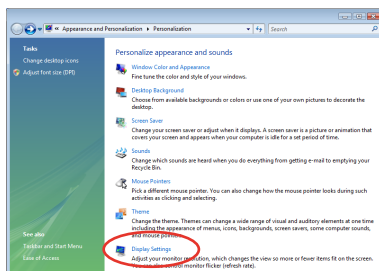 « Appearance and Personalization ▸ Personalization
Search
Tasks
Change desktop icons
Adjust font size (DPI)
See also
Taskbar and Start Menu
Ease of Access
Personalize appearance and sounds
Window Color and Appearance
Fine tune the color and style of your windows.
Desktop Background
Choose from available backgrounds or colors or use one of your own pictures to decorate the
desktop.
Screen Saver
Change your screen saver or adjust when it displays. A screen saver is a picture or animation that
covers your screen and appears when your computer is idle for a set period of time.
Sounds
Change which sounds are heard when you do everything from getting e-mail to emptying your
Recycle Bin.
Mouse Pointers
Pick a different mouse pointer. You can also change how the mouse pointer looks during such
activities as clicking and selecting.
Theme
Change the theme. Themes can change a wide range of visual and auditory elements at one time
including the appearance of menus, icons, backgrounds, screen savers, some computer sounds,
and mouse pointers.
Display Settings
Adjust your monitor resolution, which changes the view so more or fewer items fit on the screen.
You can also control monitor flicker (refresh rate).